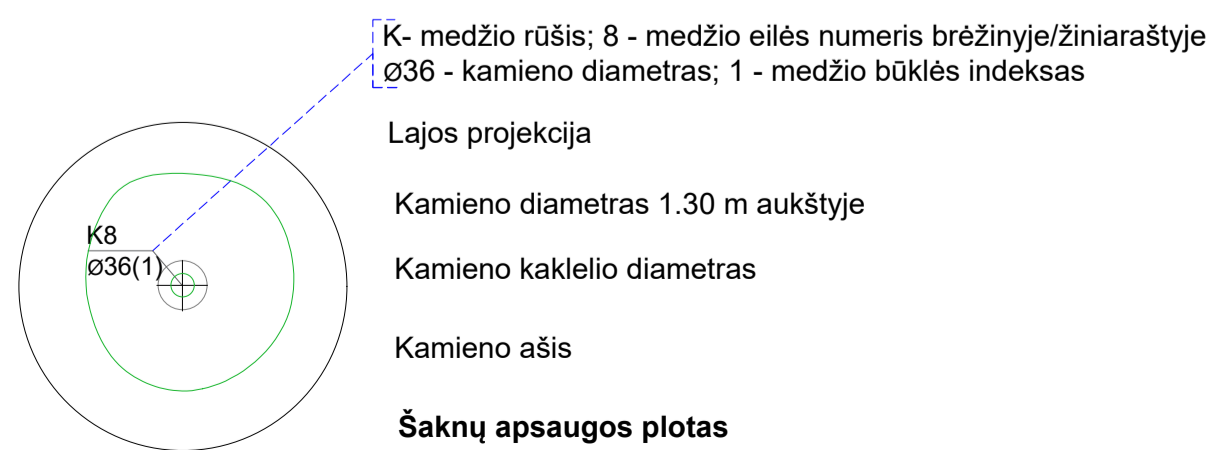 K- medžio rūšis; 8 - medžio eilės numeris brėžinyje/žiniaraštyje
Ø36 - kamieno diametras; 1 - medžio būklės indeksas
Lajos projekcija
Kamieno diametras 1.30 m aukštyje
K8
Ø36(1)
Kamieno kaklelio diametras
Kamieno ašis
Šaknų apsaugos plotas